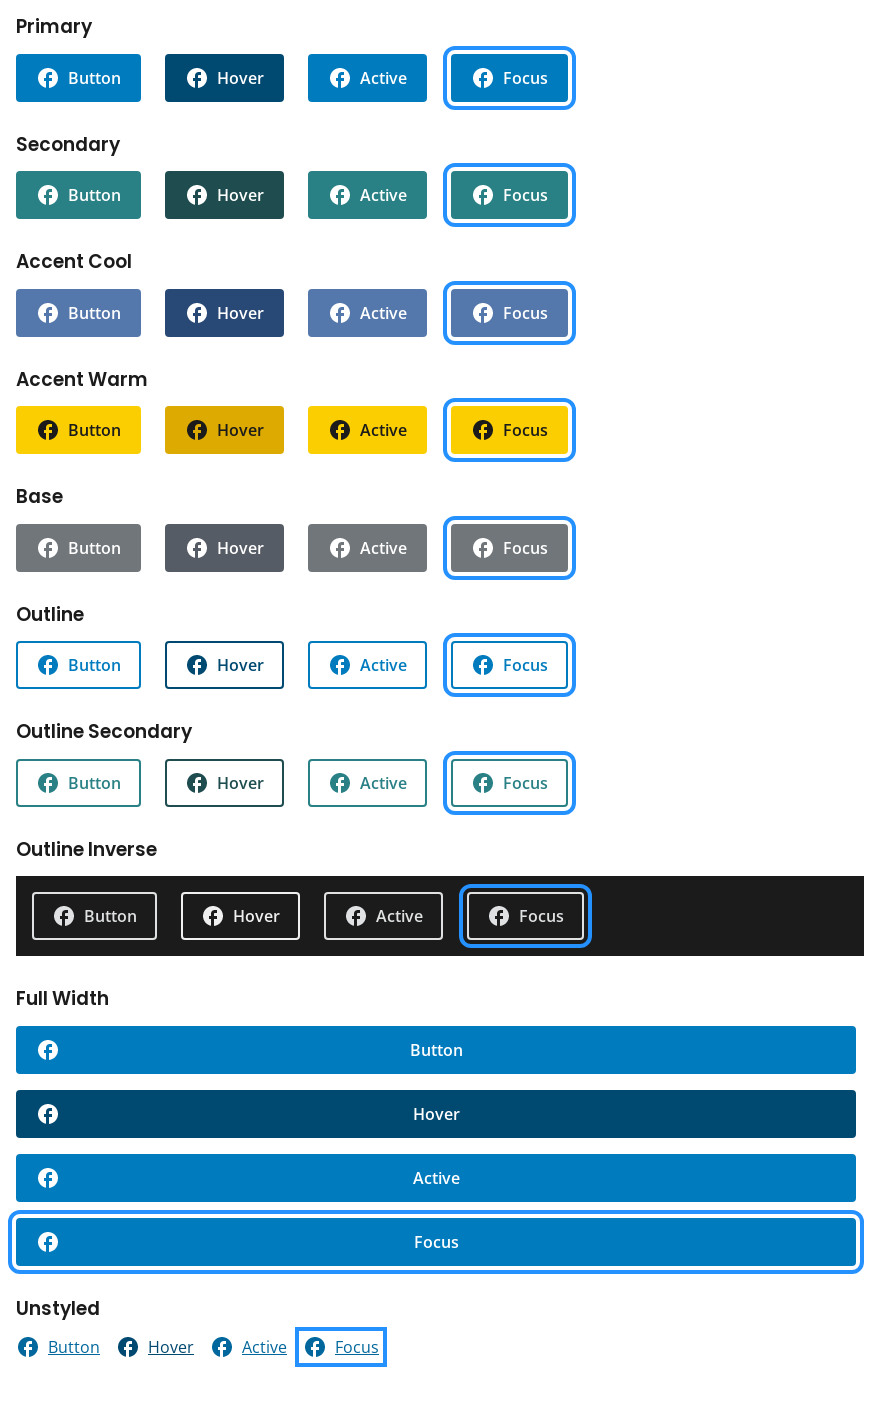 Primary
Button Hover Active Focus
Secondary
Button Hover Active Focus
Accent Cool
Button Hover Active Focus
Accent Warm
Button Hover Active Focus
Base
Button Hover Active Focus
Outline
Button Hover Active Focus
Outline Secondary
Button Hover Active Focus
Outline Inverse
Button Hover Active Focus
Full Width
Button
Hover
Active
Focus
Unstyled
Button Hover Active Focus